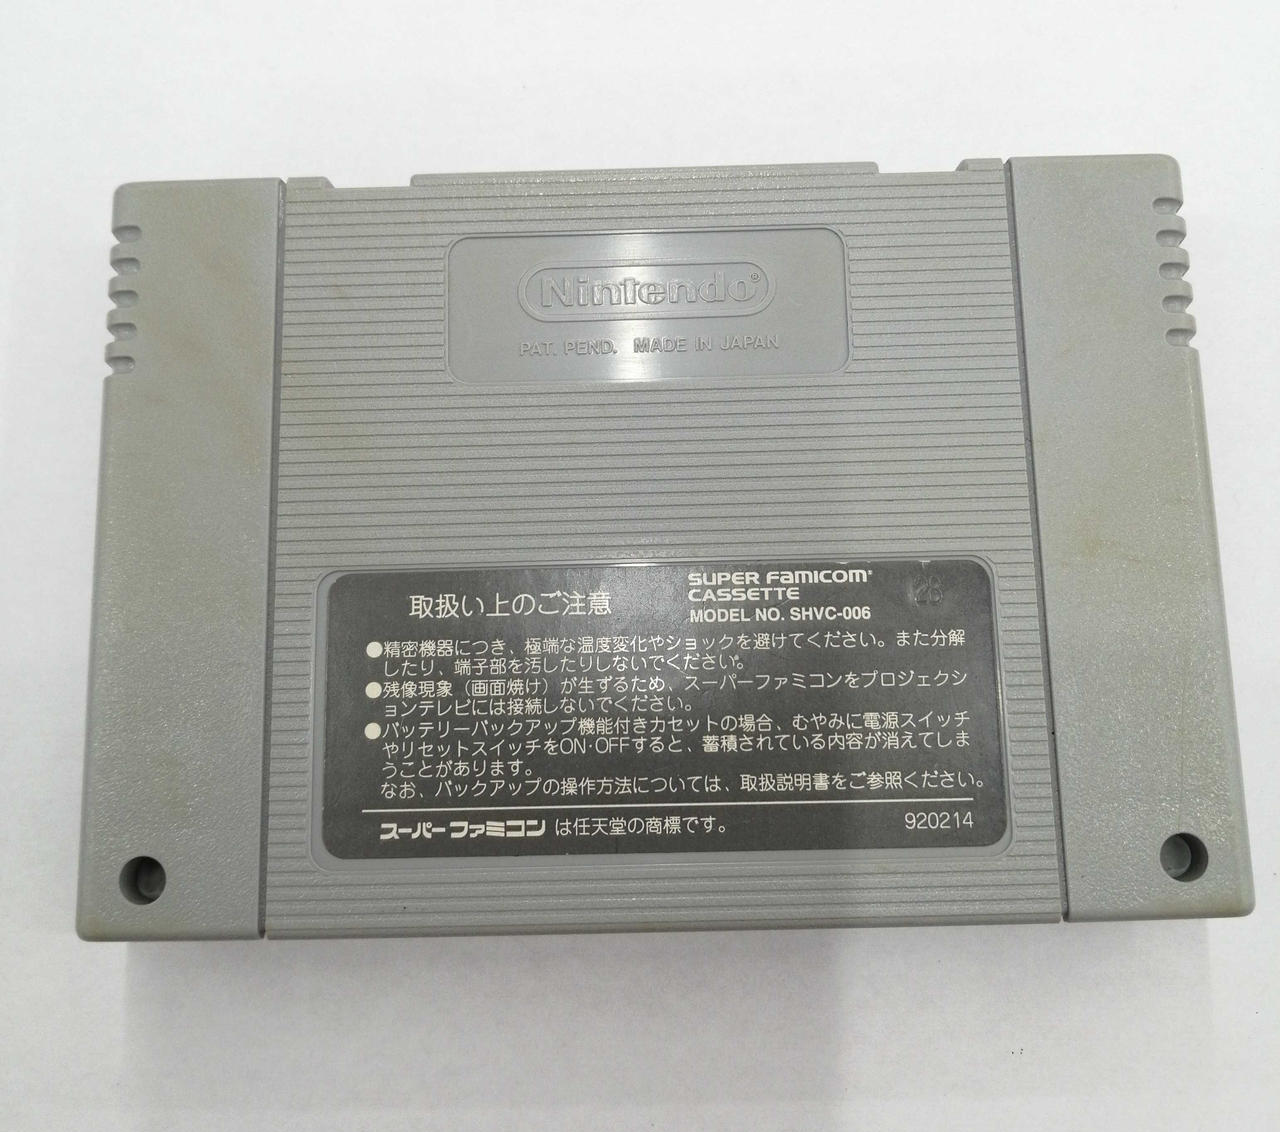 Nintendo®
PAT. PEND. MADE IN JAPAN
取扱い上のご注意
SUPER FAMICOM®
CASSETTE
MODEL NO. SHVC-006
26
●精密機器につき、極端な温度変化やショックを避けてください。また分解
したり、端子部を汚したりしないでください。
●残像現象（画面焼け）が生ずるため、スーパーファミコンをプロジェクシ
ョンテレビには接続しないでください。
●バッテリーバックアップ機能付きカセットの場合、むやみに電源スイッチ
やリセットスイッチをON・OFFすると、蓄積されている内容が消えてしま
うことがあります。
なお、バックアップの操作方法については、取扱説明書をご参照ください。
スーパーファミコンは任天堂の商標です。
920214